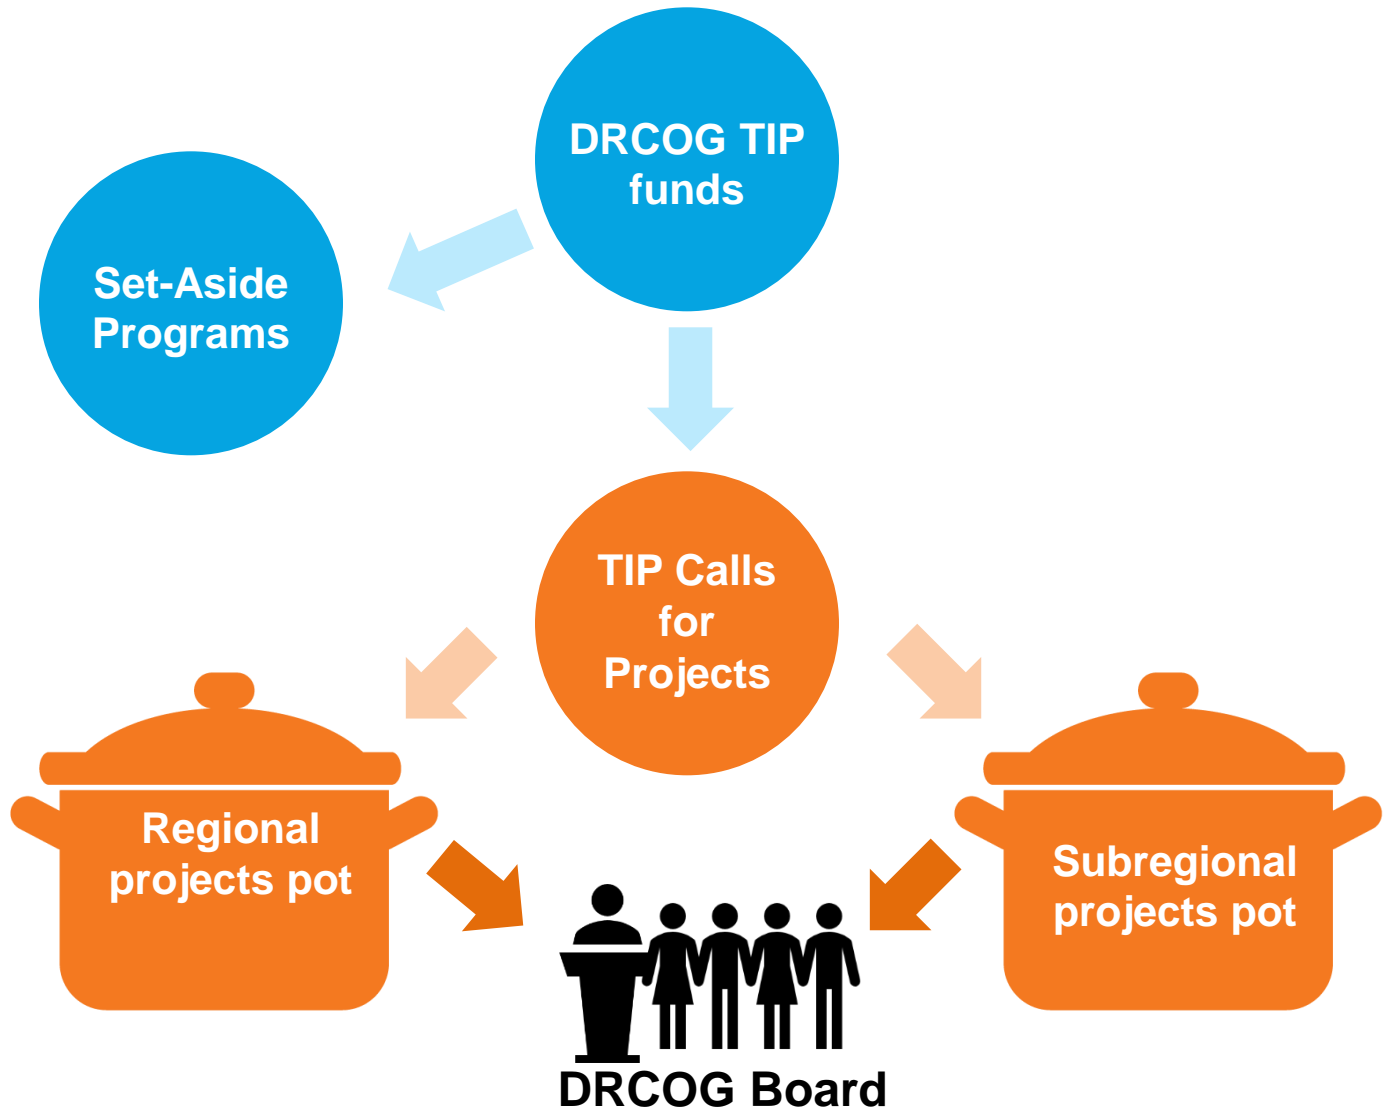 DRCOG TIP
funds
Set-Aside
Programs
TIP Calls
for
Projects
Regional
projects pot
Subregional
projects pot
DRCOG Board